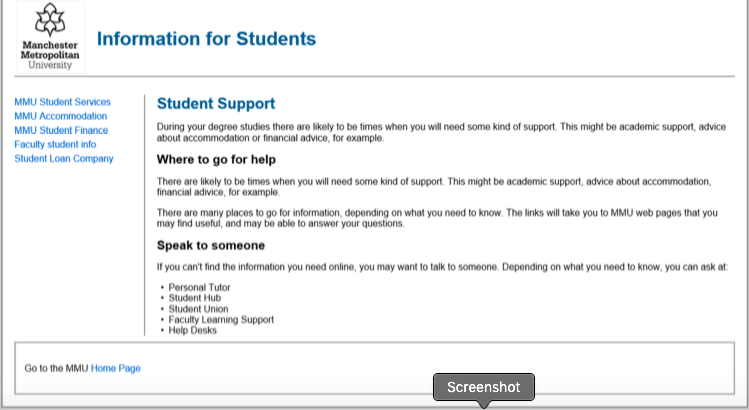 Manchester
Metropolitan
University
Information for Students
MMU Student Services
MMU Accommodation
MMU Student Finance
Faculty student info
Student Loan Company
Student Support
During your degree studies there are likely to be times when you will need some kind of support. This might be academic support, advice
about accommodation or financial advice, for example.
Where to go for help
There are likely to be times when you will need some kind of support. This might be academic support, advice about accommodation,
financial adivice, for example.
There are many places to go for information, depending on what you need to know. The links will take you to MMU web pages that you
may find useful, and may be able to answer your questions.
Speak to someone
If you can't find the information you need online, you may want to talk to someone. Depending on what you need to know, you can ask at:
• Personal Tutor
• Student Hub
• Student Union
• Faculty Learning Support
• Help Desks
Go to the MMU Home Page
Screenshot